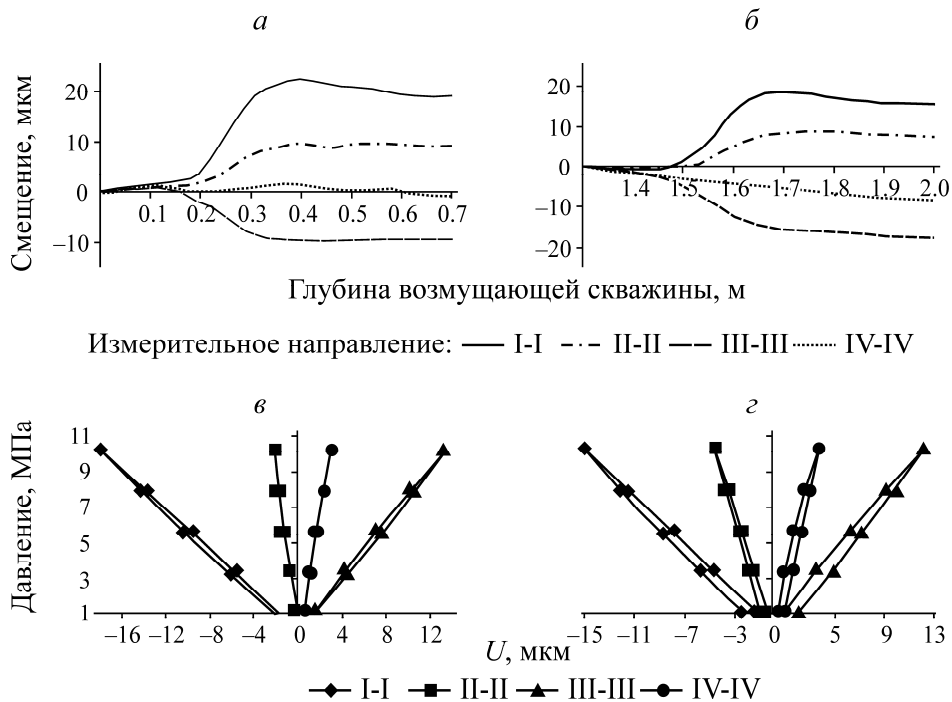 а б
Смещение, мкм
20
10
0
–10
0.1 0.2 0.3 0.4 0.5 0.6 0.7
20
10
0
–10
–20
1.4 1.5 1.6 1.7 1.8 1.9 2.0
Глубина возмущающей скважины, м
Измерительное направление: I-I II-II III-III IV-IV
в г
Давление, МПа
11
9
7
5
3
1
–16 –12 –8 –4 0 4 8 12
–15 –11 –7 –3 0 5 9 13
U, мкм
I-I II-II III-III IV-IV